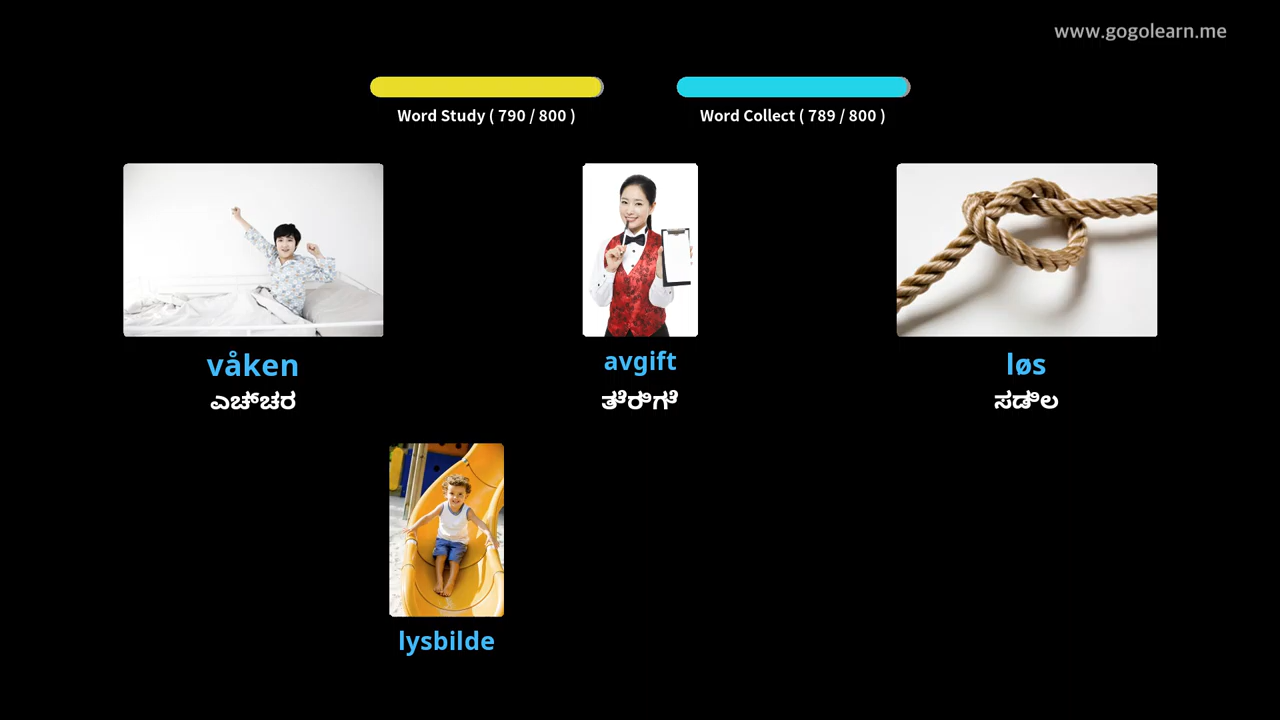 www.gogolearn.me
Word Study ( 790 / 800 )
Word Collect ( 789 / 800 )
våken
avgift
løs
ಎಚ್ಚರ
ತೆರಿಗೆ
ಸಡಿಲ
lysbilde